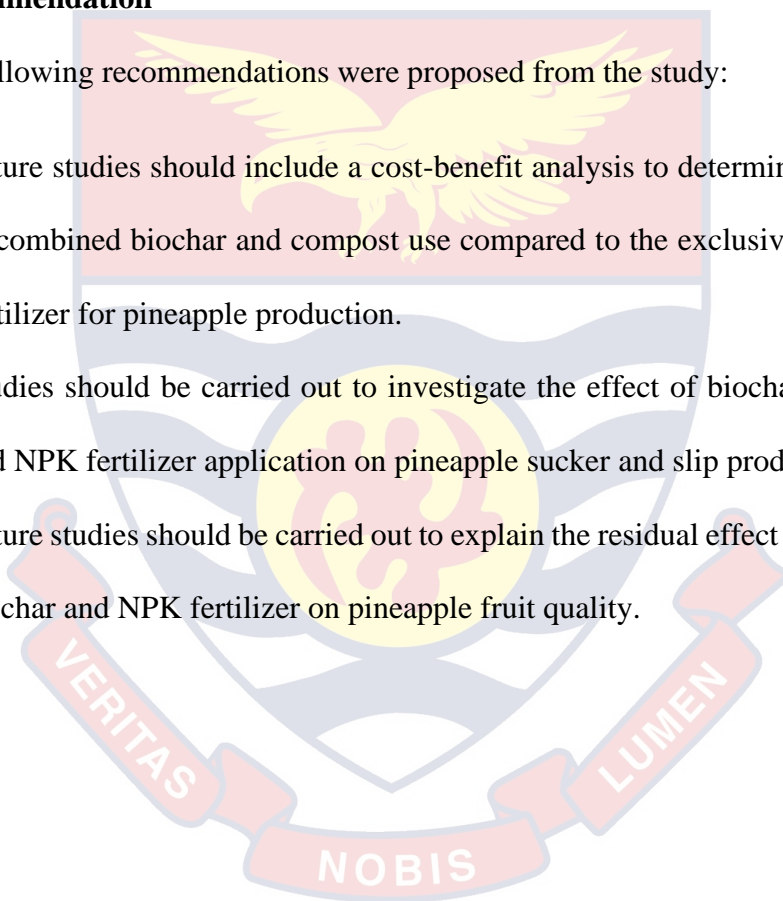 mmendation
llowing recommendations were proposed from the study:
ture studies should include a cost-benefit analysis to determin
combined biochar and compost use compared to the exclusiv
tilizer for pineapple production.
udies should be carried out to investigate the effect of biocha
d NPK fertilizer application on pineapple sucker and slip prod
ture studies should be carried out to explain the residual effect
char and NPK fertilizer on pineapple fruit quality.
VERITAS
NOBIS
LUMEN